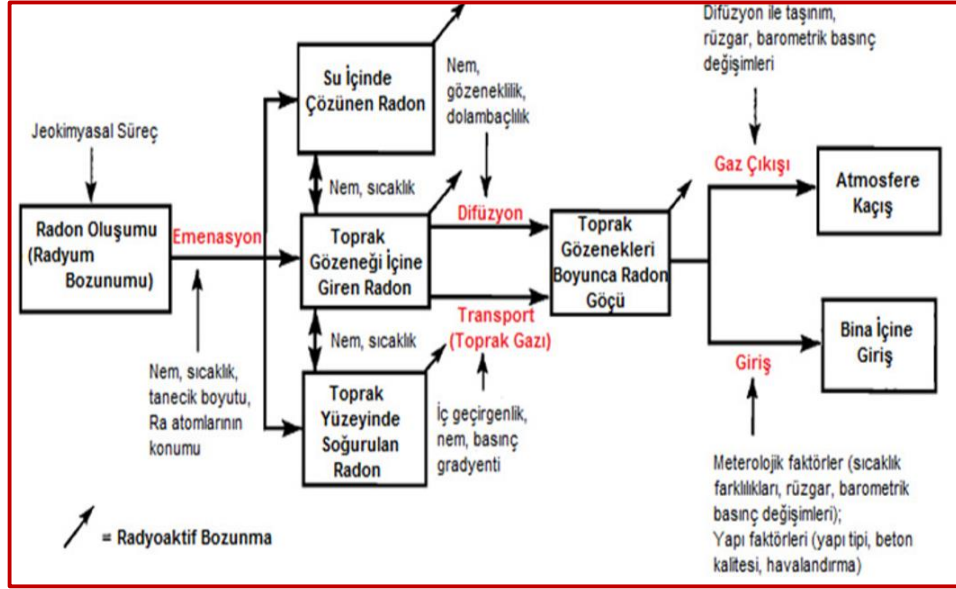 Jeokimyasal Süreç
Radon Oluşumu
(Radyum
Bozunumu)
Emenasyon
Nem, sıcaklık,
tanecik boyutu,
Ra atomlarının
konumu
Su İçinde
Çözünen Radon
Nem, sıcaklık
Toprak
Gözeneği İçine
Giren Radon
Nem, sıcaklık
Toprak
Yüzeyinde
Soğurulan
Radon
Nem,
gözeneklilik,
dolambaçlılık
Difüzyon
Transport
(Toprak Gazı)
İç geçirgenlik,
nem, basınç
gradyenti
Toprak
Gözenekleri
Boyunca Radon
Göçü
Difüzyon ile taşınım,
rüzgar, barometrik basınç
değişimleri
Gaz Çıkışı
Atmosfere
Kaçış
Bina İçine
Giriş
Giriş
Meterolojik faktörler (sıcaklık
farklılıkları, rüzgar, barometrik
basınç değişimleri);
Yapı faktörleri (yapı tipi, beton
kalitesi, havalandırma)
= Radyoaktif Bozunma